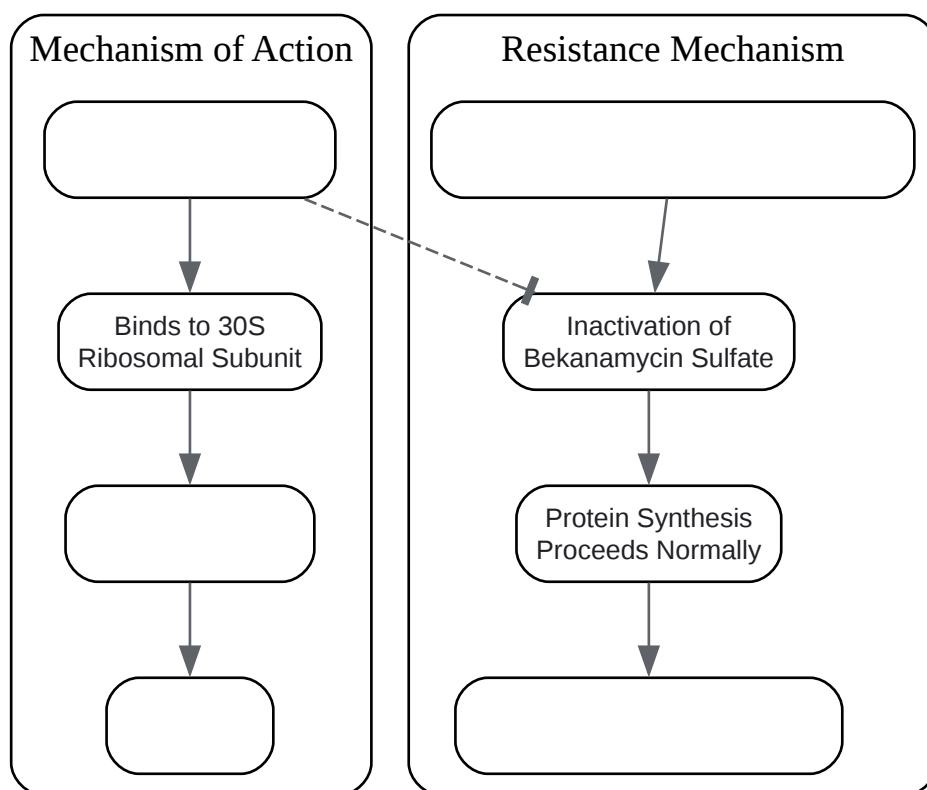 Mechanism of Action
Binds to 30S
Ribosomal Subunit
Resistance Mechanism
Inactivation of
Bekanamycin Sulfate
Protein Synthesis
Proceeds Normally